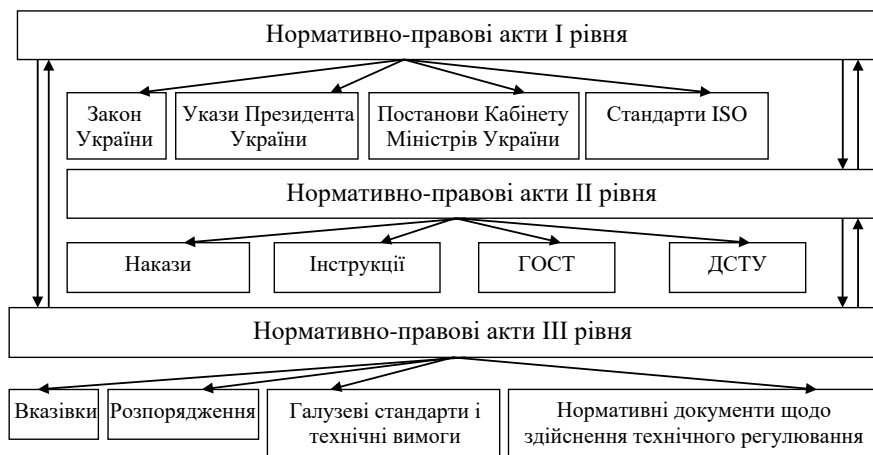 Нормативно-правові акти І рівня
Закон
України
Укази Президента
України
Постанови Кабінету
Міністрів України
Стандарти ISO
Нормативно-правові акти ІІ рівня
Накази
Інструкції
ГОСТ
ДСТУ
Нормативно-правові акти ІІІ рівня
Вказівки
Розпорядження
Галузеві стандарти і
технічні вимоги
Нормативні документи щодо
здійснення технічного регулювання